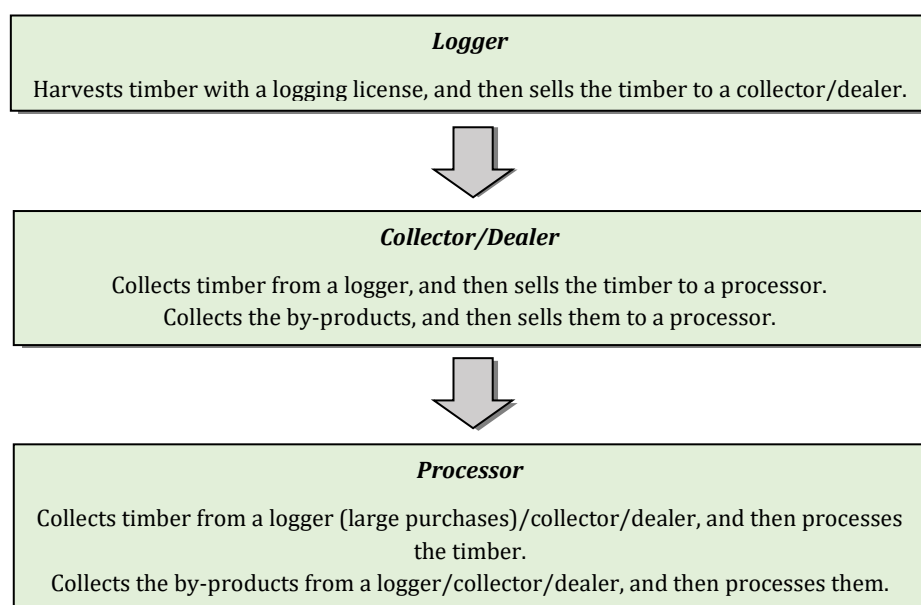 Logger
Harvests timber with a logging license, and then sells the timber to a collector/dealer.
Collector/Dealer
Collects timber from a logger, and then sells the timber to a processor.
Collects the by-products, and then sells them to a processor.
Processor
Collects timber from a logger (large purchases)/collector/dealer, and then processes
the timber.
Collects the by-products from a logger/collector/dealer, and then processes them.